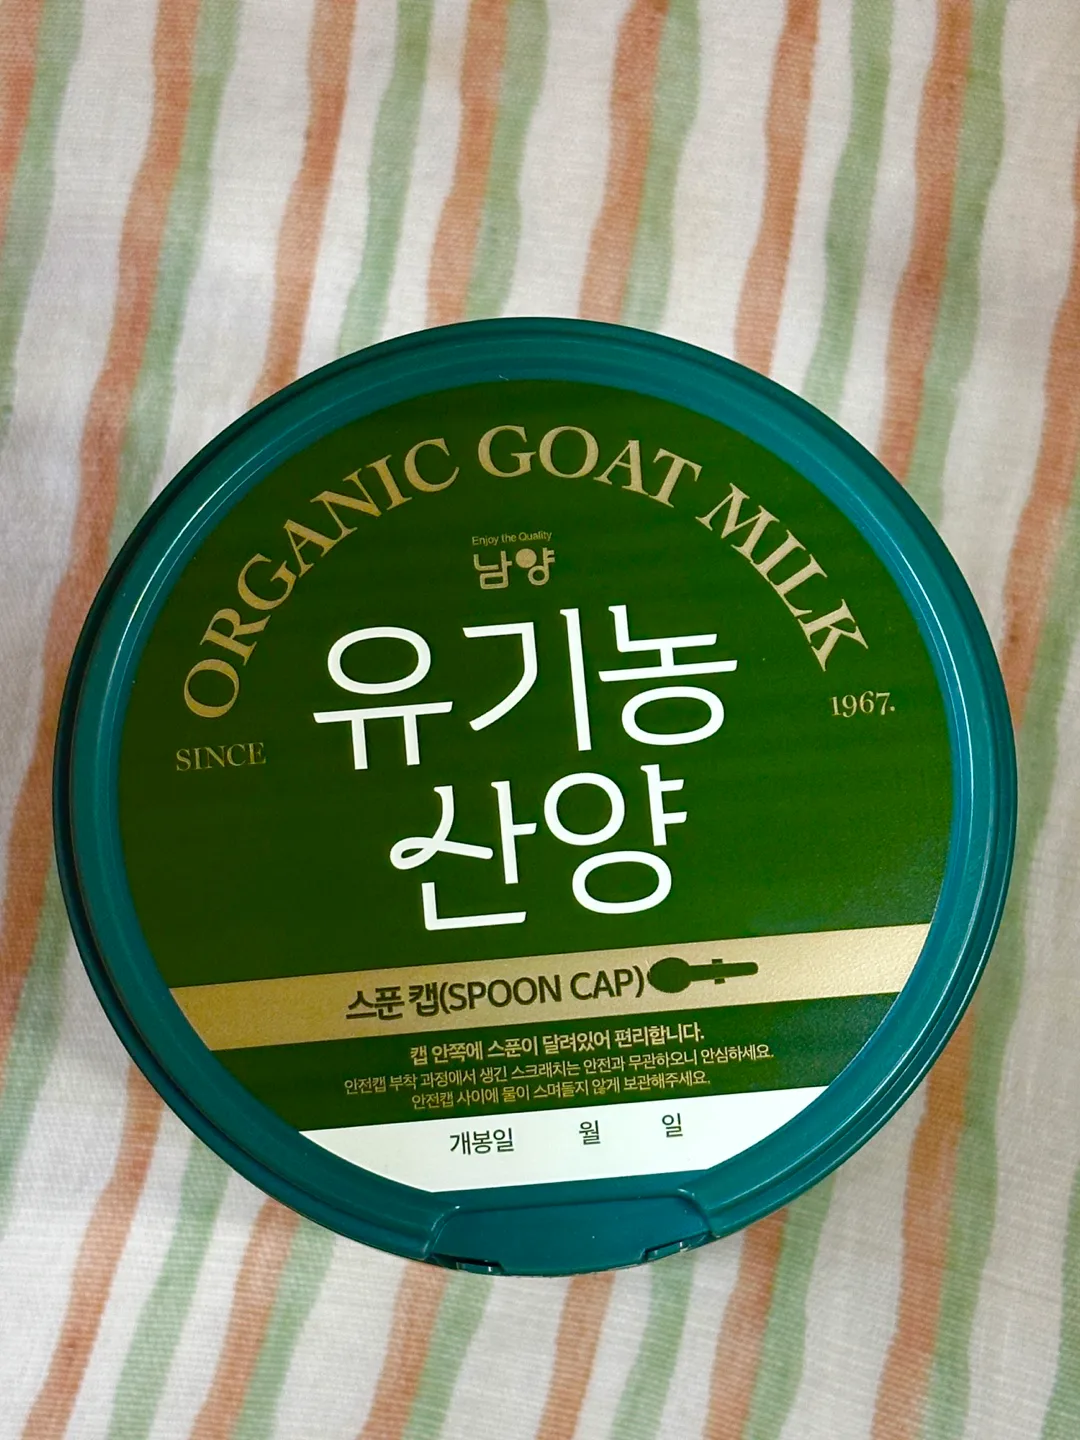 ORGANIC GOAT MILK
Enjoy the Quality
남양
유기농
산양
SINCE 1967.
스푼 캡(SPOON CAP)
캡 안쪽에 스푼이 달려있어 편리합니다.
안전캡 부착 과정에서 생긴 스크래치는 안전과 무관하오니 안심하세요.
안전캡 사이에 물이 스며들지 않게 보관해주세요.
개봉일 월 일